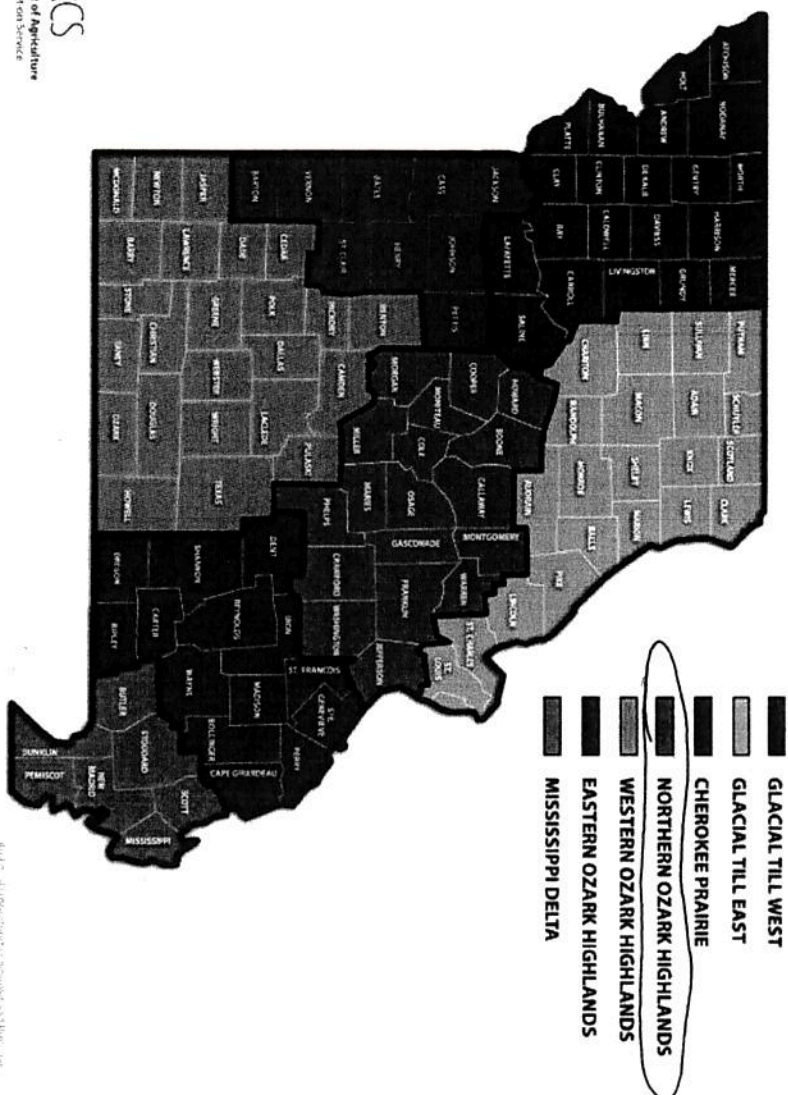 GLACIAL TILL WEST
GLACIAL TILL EAST
CHEROKEE PRAIRIE
NORTHERN OZARK HIGHLANDS
WESTERN OZARK HIGHLANDS
EASTERN OZARK HIGHLANDS
MISSISSIPPI DELTA
ATCHISON
NODAWAY
WORTH
HARRISON
MERCER
PUTNAM
SCHUYLER
SCOTLAND
CLARK
HOLT
ANDREW
GENTRY
DAVIESS
GRUNDY
SULLIVAN
ADAIR
KNOX
LEWIS
BUCHANAN
DEKALB
CLINTON
CALDWELL
LIVINGSTON
LINN
MACON
SHELBY
MARION
PLATTE
CLAY
RAY
CARROLL
CHARITON
RANDOLPH
MONROE
RALLS
PIKE
AUDRAIN
JACKSON
LAFAYETTE
SALINE
HOWARD
BOONE
CALLAWAY
MONTGOMERY
LINCOLN
WARREN
ST. CHARLES
ST. LOUIS
CASS
JOHNSON
PETTIS
COOPER
MONITEAU
COLE
OSAGE
GASCONADE
FRANKLIN
JEFFERSON
BATES
HENRY
BENTON
MORGAN
MILLER
MARIES
VERNON
ST CLAIR
HICKORY
CAMDEN
PULASKI
PHELPS
CRAWFORD
WASHINGTON
ST. FRANCOIS
STE. GENEVIEVE
PERRY
BARTON
CEDAR
POLK
DALLAS
LACLEDE
DENT
IRON
MADISON
JASPER
DADE
GREENE
WEBSTER
WRIGHT
TEXAS
SHANNON
REYNOLDS
WAYNE
BOLLINGER
CAPE GIRARDEAU
NEWTON
LAWRENCE
CHRISTIAN
DOUGLAS
HOWELL
CARTER
SCOTT
MCDONALD
BARRY
STONE
TANEY
OZARK
OREGON
RIPLEY
BUTLER
STODDARD
MISSISSIPPI
NEW MADRID
DUNKLIN
PEMISCOT
of Agriculture